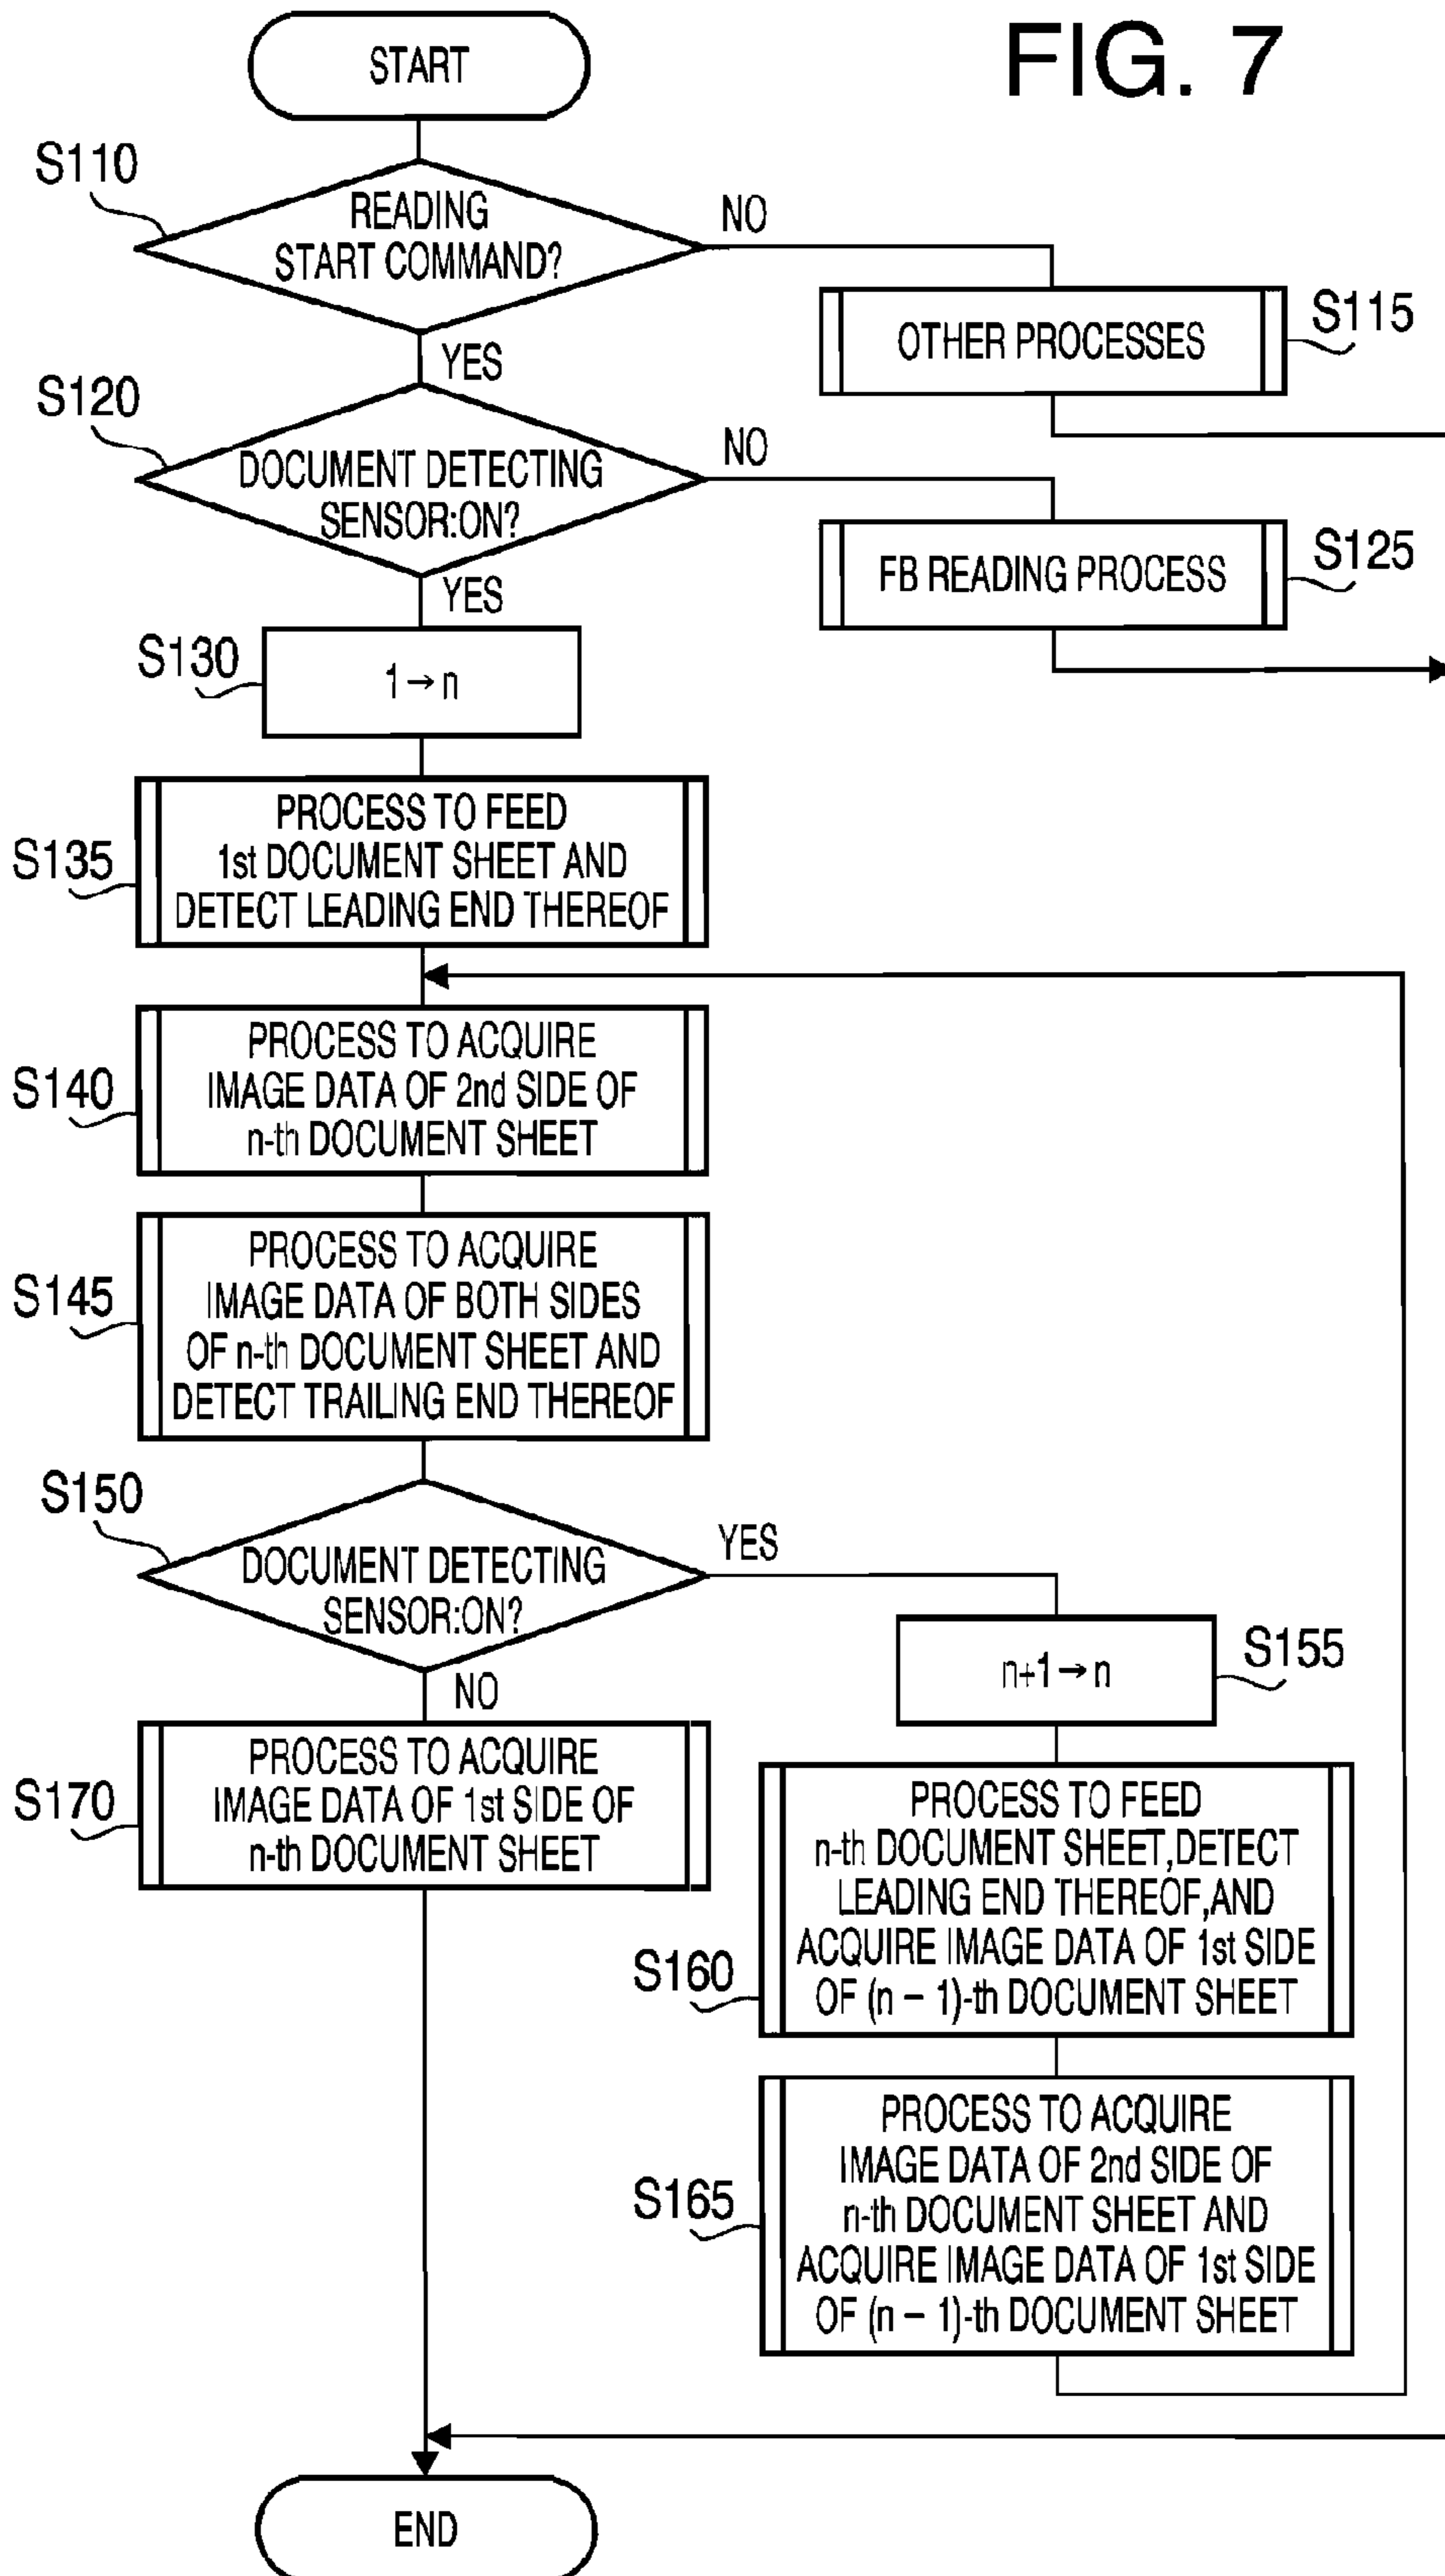 FIG. 7
START
S110
READING
START COMMAND?
NO
YES
OTHER PROCESSES
S115
S120
DOCUMENT DETECTING
SENSOR:ON?
NO
YES
FB READING PROCESS
S125
S130
1→n
S135
PROCESS TO FEED
1st DOCUMENT SHEET AND
DETECT LEADING END THEREOF
S140
PROCESS TO ACQUIRE
IMAGE DATA OF 2nd SIDE OF
n-th DOCUMENT SHEET
S145
PROCESS TO ACQUIRE
IMAGE DATA OF BOTH SIDES
OF n-th DOCUMENT SHEET AND
DETECT TRAILING END THEREOF
S150
DOCUMENT DETECTING
SENSOR:ON?
YES
NO
n+1→n
S155
S170
PROCESS TO ACQUIRE
IMAGE DATA OF 1st SIDE OF
n-th DOCUMENT SHEET
S160
PROCESS TO FEED
n-th DOCUMENT SHEET,DETECT
LEADING END THEREOF,AND
ACQUIRE IMAGE DATA OF 1st SIDE
OF (n – 1)-th DOCUMENT SHEET
S165
PROCESS TO ACQUIRE
IMAGE DATA OF 2nd SIDE OF
n-th DOCUMENT SHEET AND
ACQUIRE IMAGE DATA OF 1st SIDE
OF (n – 1)-th DOCUMENT SHEET
END